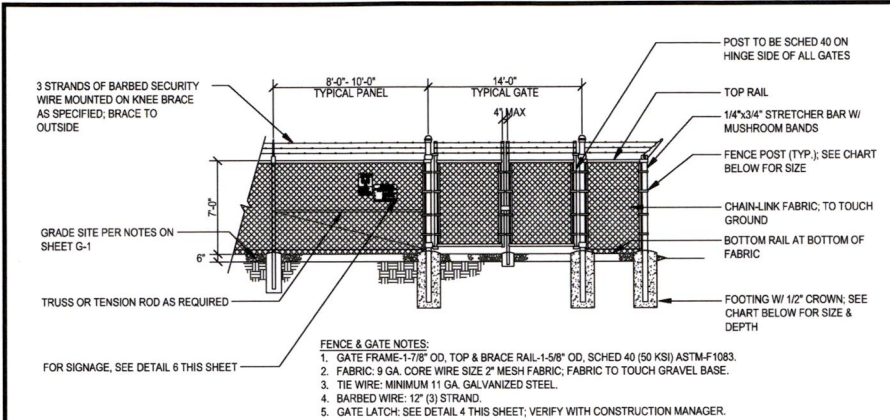 POST TO BE SCHED 40 ON
HINGE SIDE OF ALL GATES
8'-0"- 10'-0"
TYPICAL PANEL
14'-0"
TYPICAL GATE
4" MAX
3 STRANDS OF BARBED SECURITY
WIRE MOUNTED ON KNEE BRACE
AS SPECIFIED; BRACE TO
OUTSIDE
TOP RAIL
1/4"x3/4" STRETCHER BAR W/
MUSHROOM BANDS
FENCE POST (TYP.); SEE CHART
BELOW FOR SIZE
7'-0"
CHAIN-LINK FABRIC; TO TOUCH
GROUND
GRADE SITE PER NOTES ON
SHEET G-1
6"
BOTTOM RAIL AT BOTTOM OF
FABRIC
TRUSS OR TENSION ROD AS REQUIRED
FOOTING W/ 1/2" CROWN; SEE
CHART BELOW FOR SIZE &
DEPTH
FOR SIGNAGE, SEE DETAIL 6 THIS SHEET
FENCE & GATE NOTES:
1. GATE FRAME-1-7/8" OD, TOP & BRACE RAIL-1-5/8" OD, SCHED 40 (50 KSI) ASTM-F1083.
2. FABRIC: 9 GA. CORE WIRE SIZE 2" MESH FABRIC; FABRIC TO TOUCH GRAVEL BASE.
3. TIE WIRE: MINIMUM 11 GA. GALVANIZED STEEL.
4. BARBED WIRE: 12" (3) STRAND.
5. GATE LATCH: SEE DETAIL 4 THIS SHEET; VERIFY WITH CONSTRUCTION MANAGER.